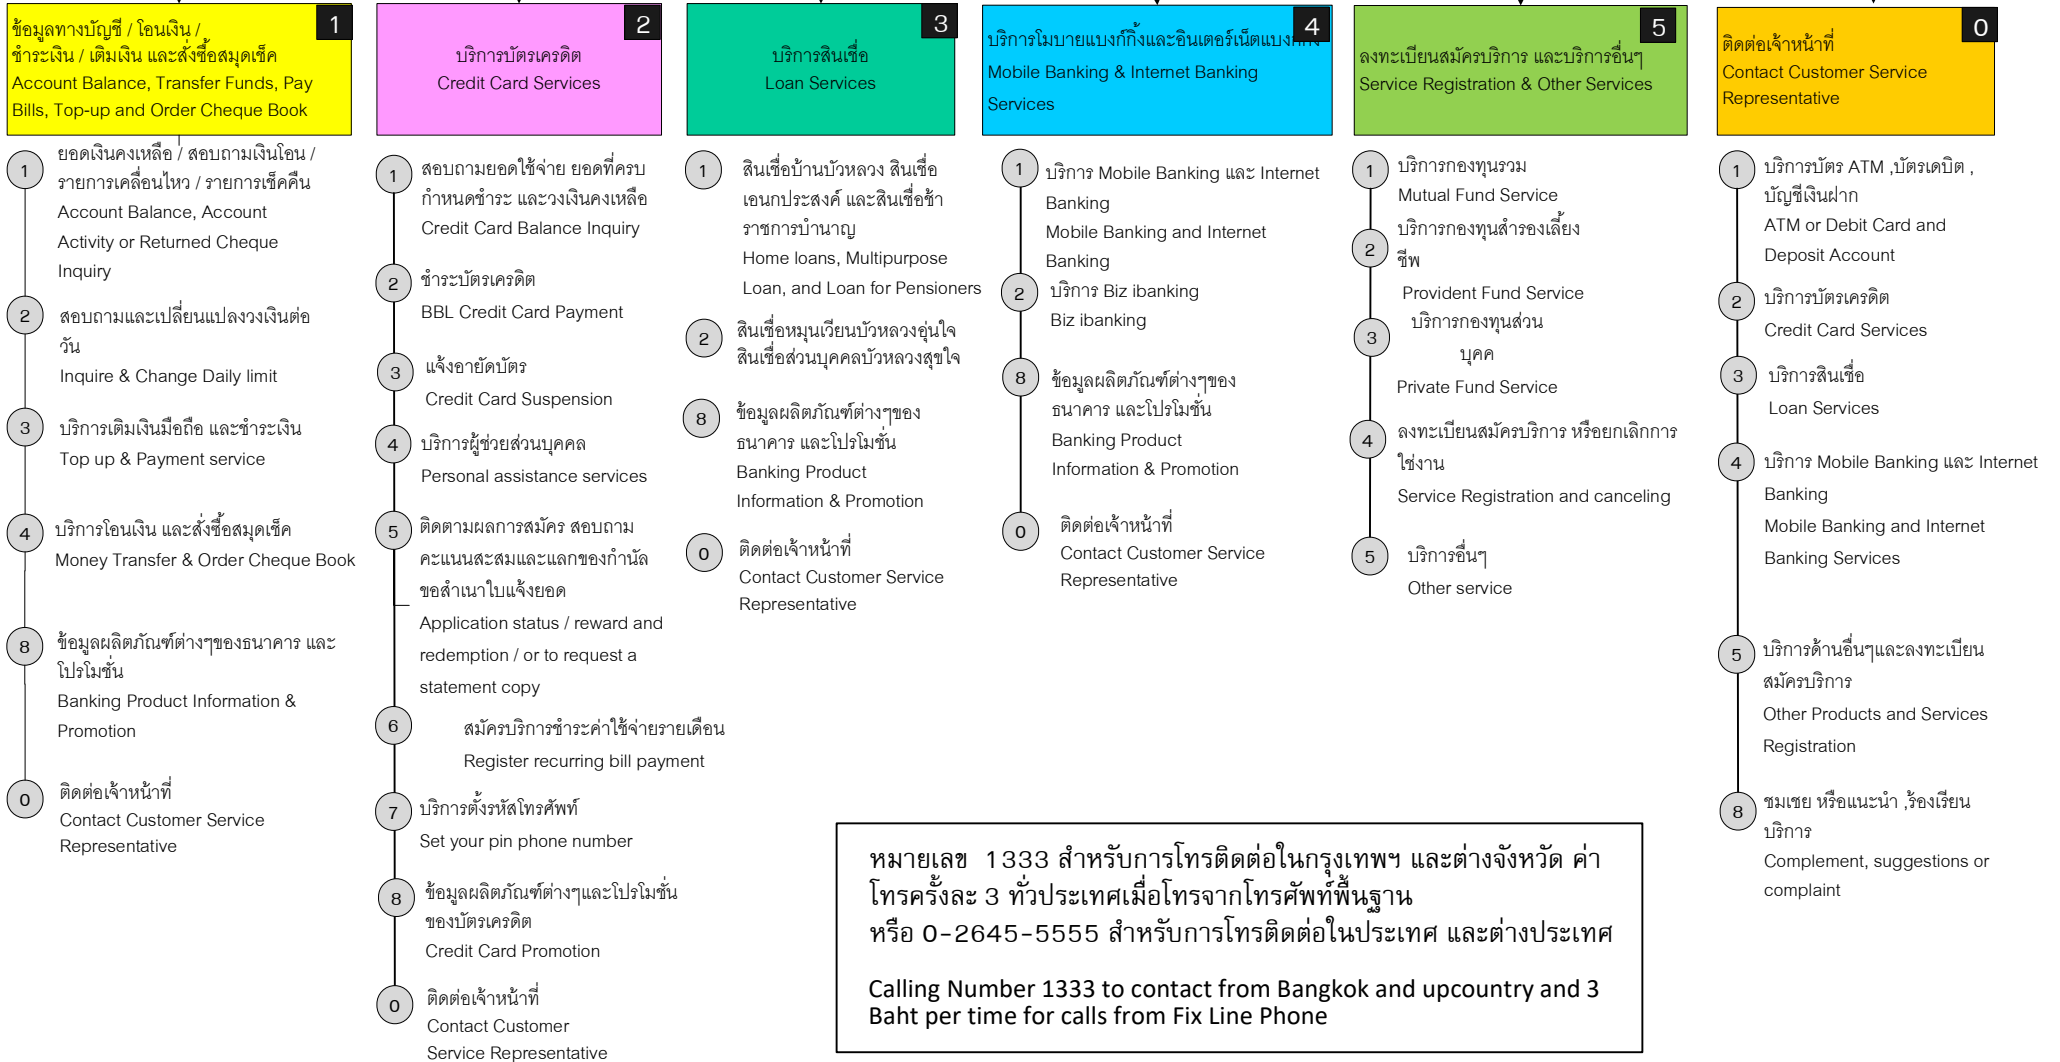 1
ข้อมูลทางบัญชี / โอนเงิน /
ชำระเงิน / เติมเงิน และสั่งซื้อสมุดเช็ค
Account Balance, Transfer Funds, Pay
Bills, Top-up and Order Cheque Book
1
ยอดเงินคงเหลือ / สอบถามเงินโอน /
รายการเคลื่อนไหว / รายการเช็คคืน
Account Balance, Account
Activity or Returned Cheque
Inquiry
2
สอบถามและเปลี่ยนแปลงวงเงินต่อ
วัน
Inquire & Change Daily limit
3
บริการเติมเงินมือถือ และชำระเงิน
Top up & Payment service
4
บริการโอนเงิน และสั่งซื้อสมุดเช็ค
Money Transfer & Order Cheque Book
8
ข้อมูลผลิตภัณฑ์ต่างๆของธนาคาร และ
โปรโมชั่น
Banking Product Information &
Promotion
0
ติดต่อเจ้าหน้าที่
Contact Customer Service
Representative
2
บริการบัตรเครดิต
Credit Card Services
1
สอบถามยอดใช้จ่าย ยอดที่ครบ
กำหนดชำระ และวงเงินคงเหลือ
Credit Card Balance Inquiry
2
ชำระบัตรเครดิต
BBL Credit Card Payment
3
แจ้งอายัดบัตร
Credit Card Suspension
4
บริการผู้ช่วยส่วนบุคคล
Personal assistance services
5
ติดตามผลการสมัคร สอบถาม
คะแนนสะสมและแลกของกำนัล
ขอสำเนาใบแจ้งยอด
Application status / reward and
redemption / or to request a
statement copy
6
สมัครบริการชำระค่าใช้จ่ายรายเดือน
Register recurring bill payment
7
บริการตั้งรหัสโทรศัพท์
Set your pin phone number
8
ข้อมูลผลิตภัณฑ์ต่างๆและโปรโมชั่น
ของบัตรเครดิต
Credit Card Promotion
0
ติดต่อเจ้าหน้าที่
Contact Customer
Service Representative
3
บริการสินเชื่อ
Loan Services
1
สินเชื่อบ้านบัวหลวง สินเชื่อ
เอนกประสงค์ และสินเชื่อข้า
ราชการบำนาญ
Home loans, Multipurpose
Loan, and Loan for Pensioners
2
สินเชื่อหมุนเวียนบัวหลวงอุ่นใจ
สินเชื่อส่วนบุคคลบัวหลวงสุขใจ
8
ข้อมูลผลิตภัณฑ์ต่างๆของ
ธนาคาร และโปรโมชั่น
Banking Product
Information & Promotion
0
ติดต่อเจ้าหน้าที่
Contact Customer Service
Representative
4
บริการโมบายแบงก์กิ้งและอินเตอร์เน็ตแบงก์กิ้ง
Mobile Banking & Internet Banking
Services
1
บริการ Mobile Banking และ Internet
Banking
Mobile Banking and Internet
Banking
2
บริการ Biz ibanking
Biz ibanking
8
ข้อมูลผลิตภัณฑ์ต่างๆของ
ธนาคาร และโปรโมชั่น
Banking Product
Information & Promotion
0
ติดต่อเจ้าหน้าที่
Contact Customer Service
Representative
5
ลงทะเบียนสมัครบริการ และบริการอื่นๆ
Service Registration & Other Services
1
บริการกองทุนรวม
Mutual Fund Service
2
บริการกองทุนสำรองเลี้ยง
ชีพ
Provident Fund Service
3
บริการกองทุนส่วน
บุคค
Private Fund Service
4
ลงทะเบียนสมัครบริการ หรือยกเลิกการ
ใช่งาน
Service Registration and canceling
5
บริการอื่นๆ
Other service
0
ติดต่อเจ้าหน้าที่
Contact Customer Service
Representative
1
บริการบัตร ATM ,บัตรเดบิต ,
บัญชีเงินฝาก
ATM or Debit Card and
Deposit Account
2
บริการบัตรเครดิต
Credit Card Services
3
บริการสินเชื่อ
Loan Services
4
บริการ Mobile Banking และ Internet
Banking
Mobile Banking and Internet
Banking Services
5
บริการด้านอื่นๆและลงทะเบียน
สมัครบริการ
Other Products and Services
Registration
8
ชมเชย หรือแนะนำ ,ร้องเรียน
บริการ
Complement, suggestions or
complaint
หมายเลข 1333 สำหรับการโทรติดต่อในกรุงเทพฯ และต่างจังหวัด ค่า
โทรครั้งละ 3 ทั่วประเทศเมื่อโทรจากโทรศัพท์พื้นฐาน
หรือ 0-2645-5555 สำหรับการโทรติดต่อในประเทศ และต่างประเทศ
Calling Number 1333 to contact from Bangkok and upcountry and 3
Baht per time for calls from Fix Line Phone